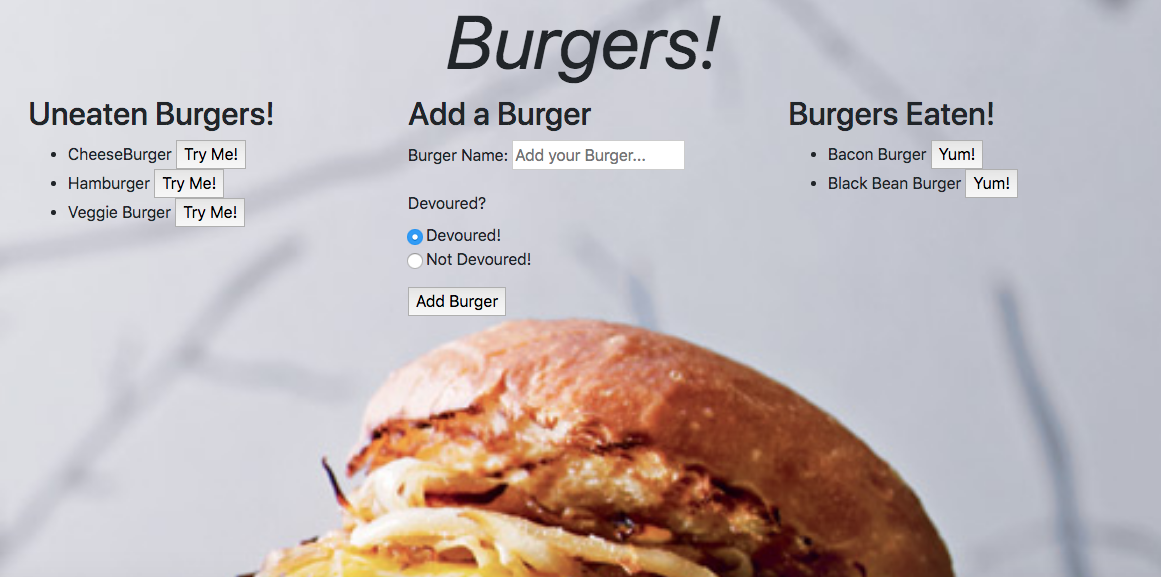 Burgers!
Uneaten Burgers!
CheeseBurger Try Me!
Hamburger Try Me!
Veggie Burger Try Me!
Add a Burger
Burger Name: Add your Burger...
Devoured?
Devoured!
Not Devoured!
Add Burger
Burgers Eaten!
Bacon Burger Yum!
Black Bean Burger Yum!